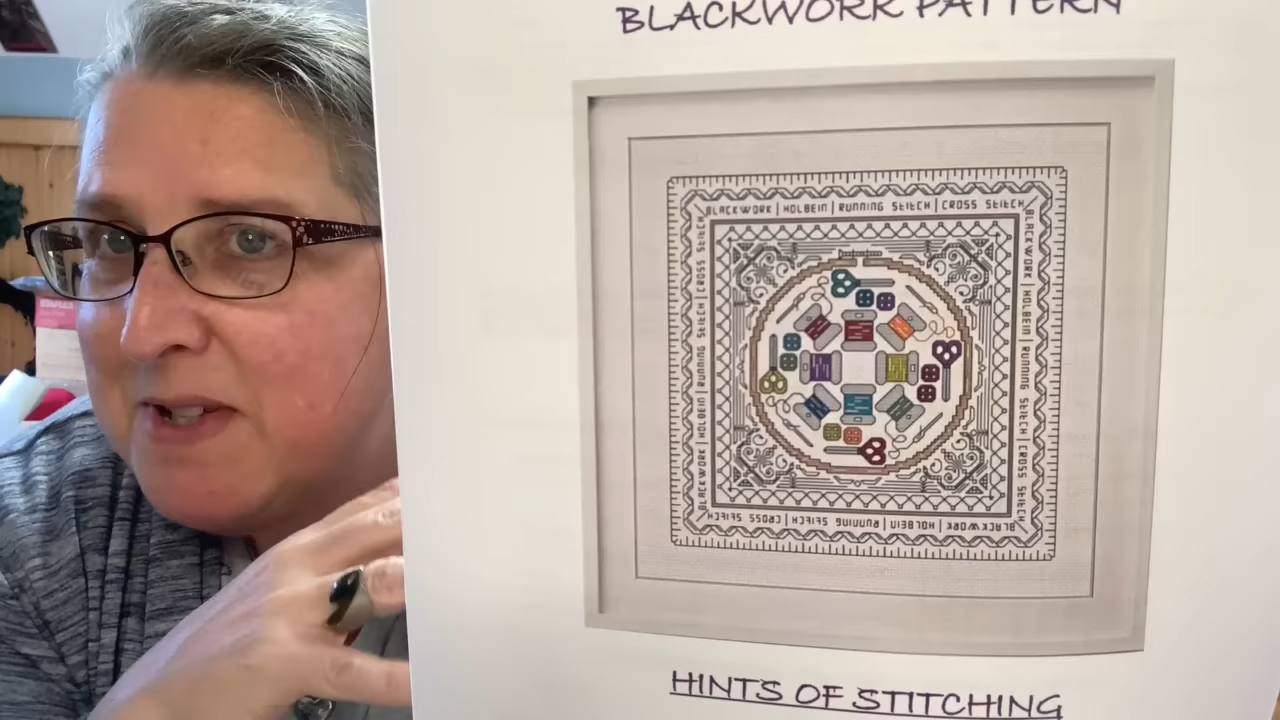 BLACKWORK PATTERN
BLACKWORK | HOLBEIN | RUNNING STITCH | CROSS STITCH
BLACKWORK | HOLBEIN | RUNNING STITCH | CROSS STITCH
BLACKWORK | HOLBEIN | RUNNING STITCH | CROSS STITCH
BLACKWORK | HOLBEIN | RUNNING STITCH | CROSS STITCH
HINTS OF STITCHING